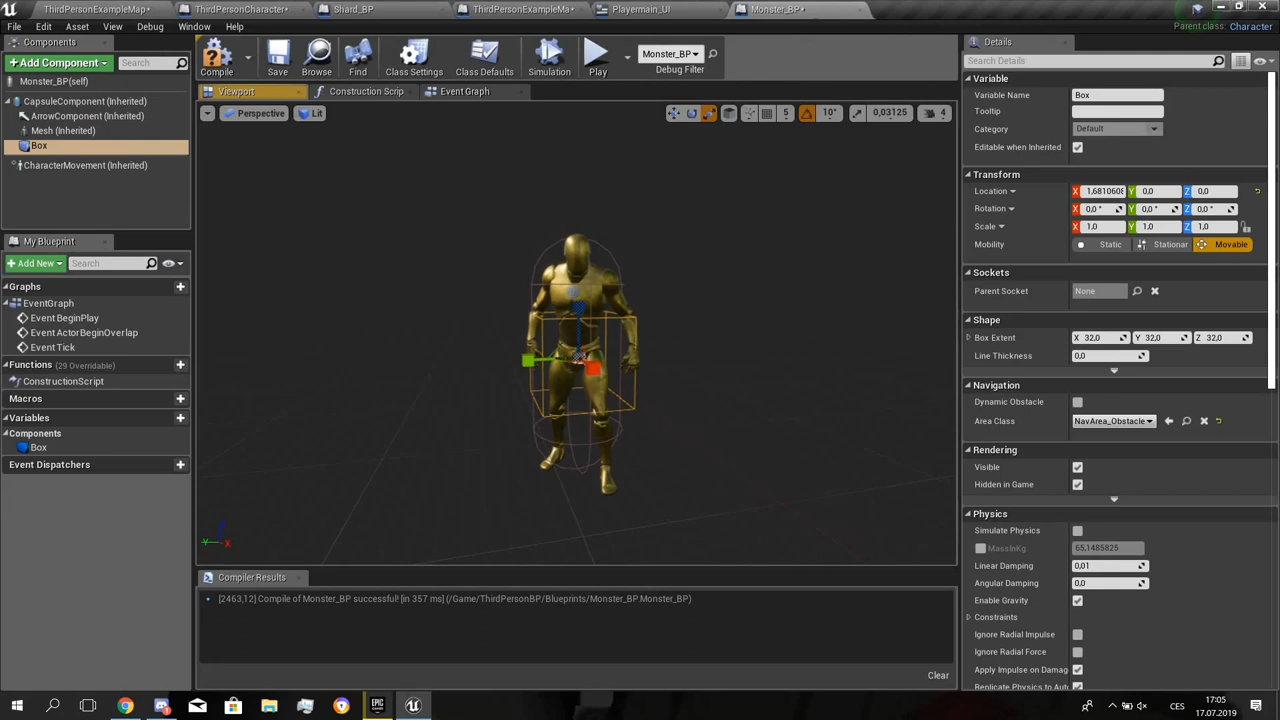 ThirdPersonExampleMap*
ThirdPersonCharacter*
Shard_BP
ThirdPersonExampleMa*
Playermain_UI
Monster_BP*
File Edit Asset View Debug Window Help
Parent class: Character
Components
+ Add Component
Search
Monster_BP(self)
CapsuleComponent (Inherited)
ArrowComponent (Inherited)
Mesh (Inherited)
Box
CharacterMovement (Inherited)
My Blueprint
+ Add New
Search
Graphs
EventGraph
Event BeginPlay
Event ActorBeginOverlap
Event Tick
Functions (29 Overridable)
ConstructionScript
Macros
Variables
Components
Box
Event Dispatchers
Compile
Save
Browse
Find
Class Settings
Class Defaults
Simulation
Play
Monster_BP
Debug Filter
Viewport
Construction Scrip
Event Graph
Perspective
Lit
5
10°
0,03125
4
Z
Y
X
Compiler Results
[2463,12] Compile of Monster_BP successful! [in 357 ms] (/Game/ThirdPersonBP/Blueprints/Monster_BP.Monster_BP)
Clear
Details
Search Details
Variable
Variable Name Box
Tooltip
Category Default
Editable when Inherited
Transform
Location X 1,6810608 Y 0,0 Z 0,0
Rotation X 0,0 ° Y 0,0 ° Z 0,0 °
Scale X 1,0 Y 1,0 Z 1,0
Mobility Static Stationar Movable
Sockets
Parent Socket None
Shape
Box Extent X 32,0 Y 32,0 Z 32,0
Line Thickness 0,0
Navigation
Dynamic Obstacle
Area Class NavArea_Obstacle
Rendering
Visible
Hidden in Game
Physics
Simulate Physics
MassInKg 65,1485825
Linear Damping 0,01
Angular Damping 0,0
Enable Gravity
Constraints
Ignore Radial Impulse
Ignore Radial Force
Apply Impulse on Damag
Replicate Physics to Aut
EPIC
CES
17:05
17.07.2019